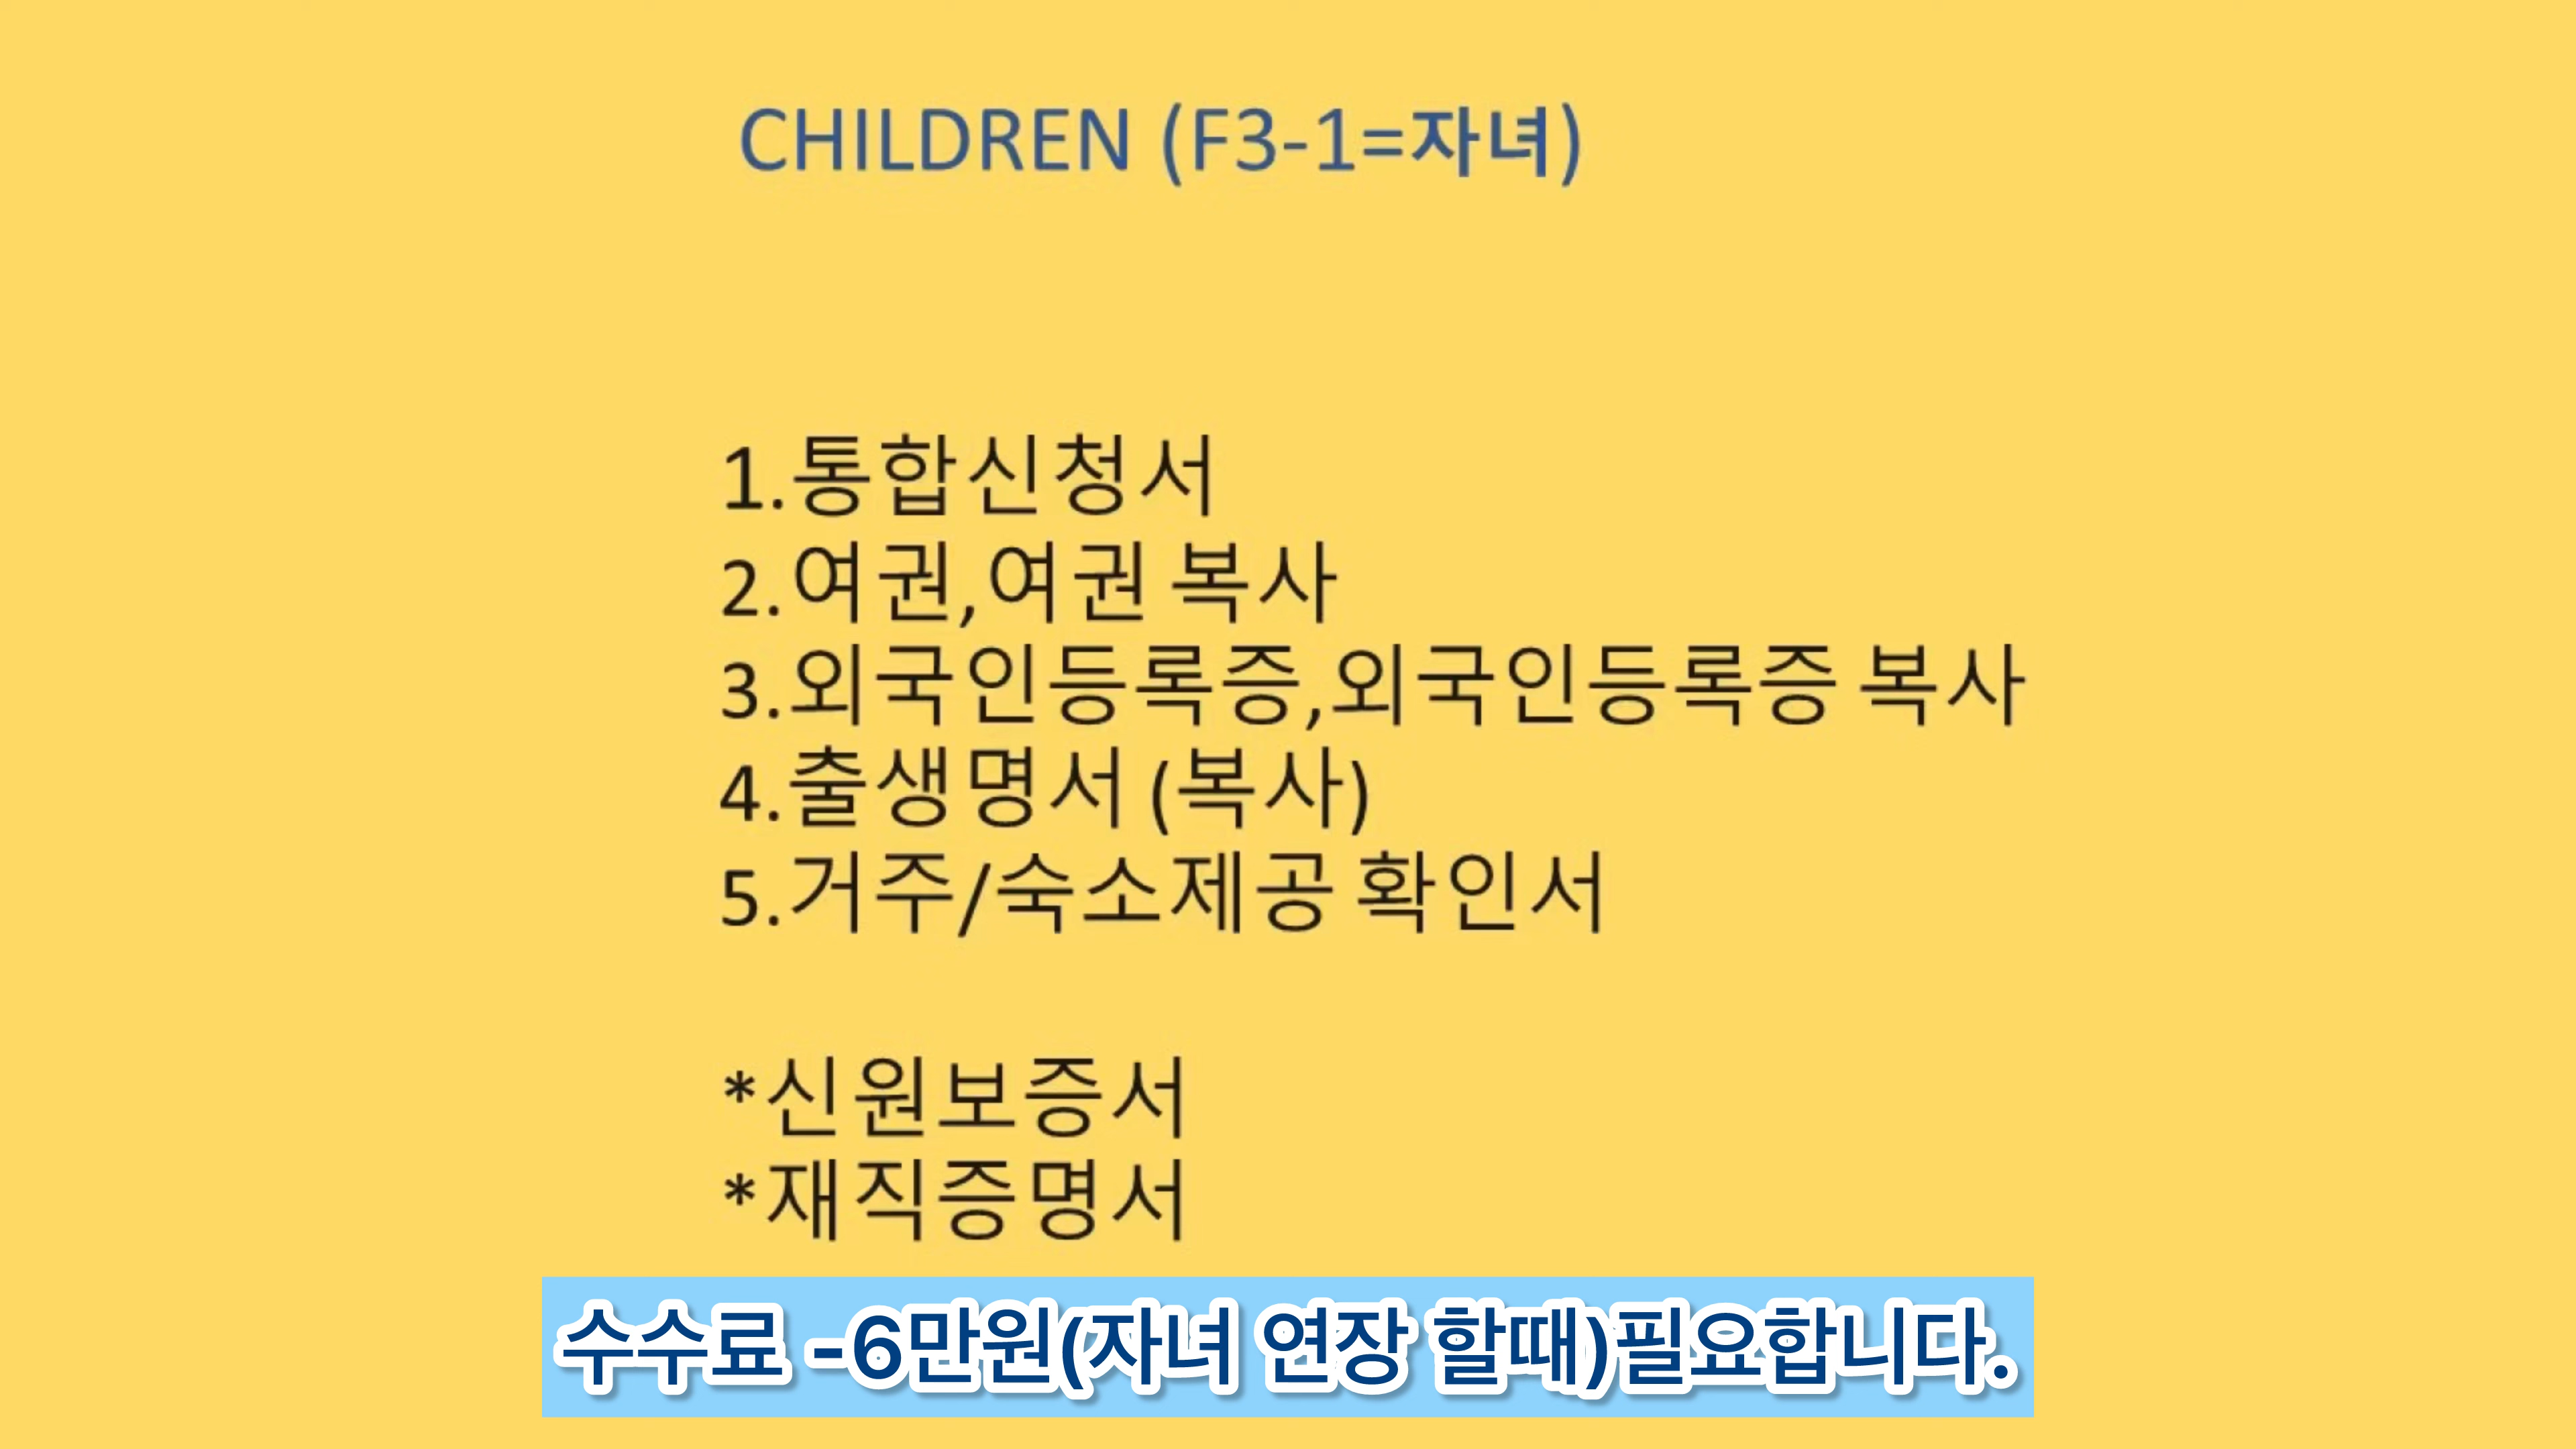 CHILDREN (F3-1=자녀)
1.통합신청서
2.여권,여권 복사
3.외국인등록증,외국인등록증 복사
4.출생명서 (복사)
5.거주/숙소제공 확인서
*신원보증서
*재직증명서
수수료 -6만원(자녀 연장 할때)필요합니다.